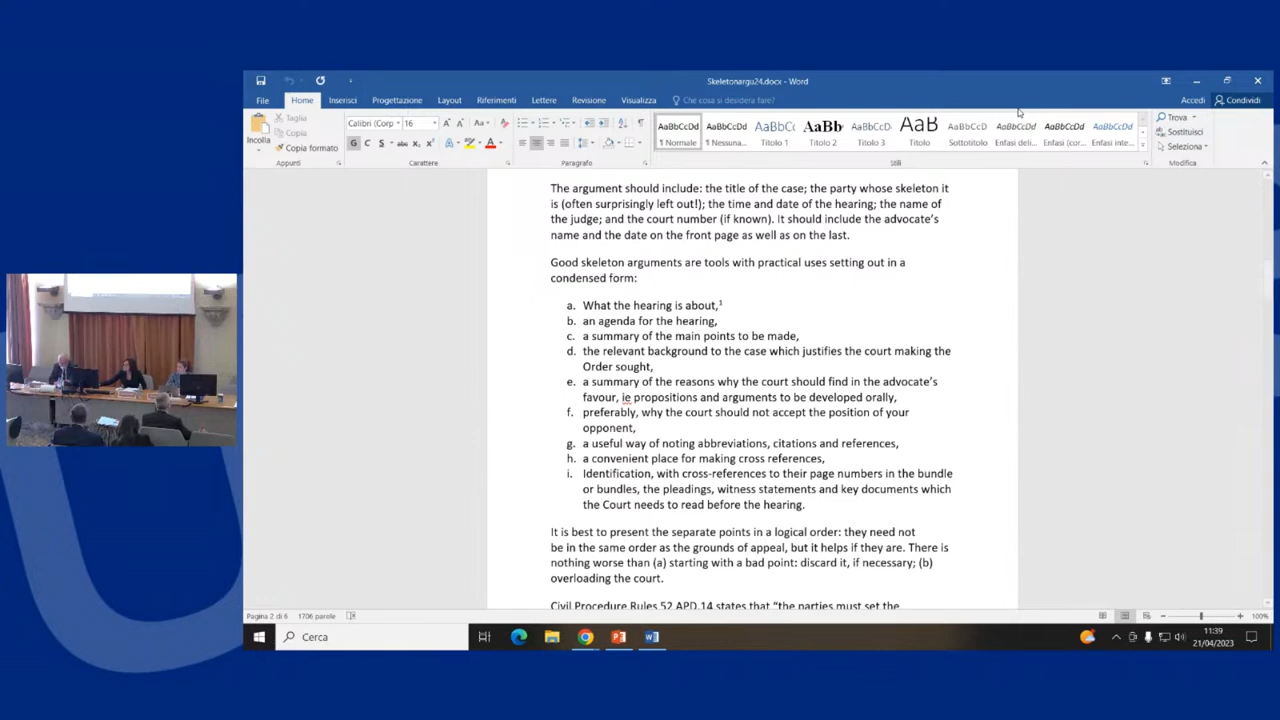 Skeletonargu24.docx - Word
File Home Inserisci Progettazione Layout Riferimenti Lettere Revisione Visualizza Che cosa si desidera fare? Accedi Condividi
Incolla
Taglia
Copia
Copia formato
Appunti
Calibri (Corp 16
Carattere
Paragrafo
AaBbCcDd AaBbCcDd AaBbCc AaBbC AaBbCcD AaB AaBbCcD AaBbCcDd AaBbCcDd AaBbCcDd
¶ Normale ¶ Nessuna... Titolo 1 Titolo 2 Titolo 3 Titolo Sottotitolo Enfasi deli... Enfasi (cor... Enfasi inte...
Stili
Trova
Sostituisci
Seleziona
Modifica
The argument should include: the title of the case; the party whose skeleton it
is (often surprisingly left out!); the time and date of the hearing; the name of
the judge; and the court number (if known). It should include the advocate's
name and the date on the front page as well as on the last.
Good skeleton arguments are tools with practical uses setting out in a
condensed form:
a. What the hearing is about,¹
b. an agenda for the hearing,
c. a summary of the main points to be made,
d. the relevant background to the case which justifies the court making the
Order sought,
e. a summary of the reasons why the court should find in the advocate's
favour, ie propositions and arguments to be developed orally,
f. preferably, why the court should not accept the position of your
opponent,
g. a useful way of noting abbreviations, citations and references,
h. a convenient place for making cross references,
i. Identification, with cross-references to their page numbers in the bundle
or bundles, the pleadings, witness statements and key documents which
the Court needs to read before the hearing.
It is best to present the separate points in a logical order: they need not
be in the same order as the grounds of appeal, but it helps if they are. There is
nothing worse than (a) starting with a bad point: discard it, if necessary; (b)
overloading the court.
Civil Procedure Rules 52 APD.14 states that "the parties must set the
Pagina 2 di 6 1706 parole 100%
Cerca
11:39
21/04/2023